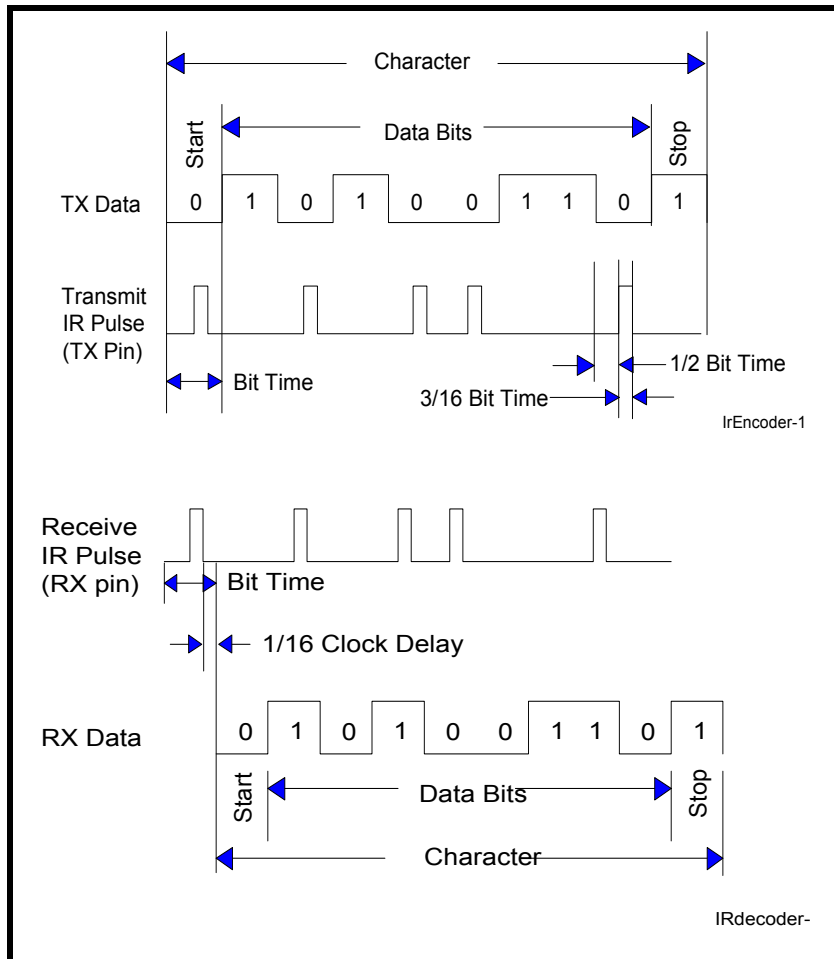 Character
Start
Data Bits
Stop
TX Data
0 1 0 1 0 0 1 1 0 1
Transmit
IR Pulse
(TX Pin)
Bit Time
1/2 Bit Time
3/16 Bit Time
IrEncoder-1
Receive
IR Pulse
(RX pin)
Bit Time
1/16 Clock Delay
RX Data
0 1 0 1 0 0 1 1 0 1
Start
Data Bits
Stop
Character
IRdecoder-